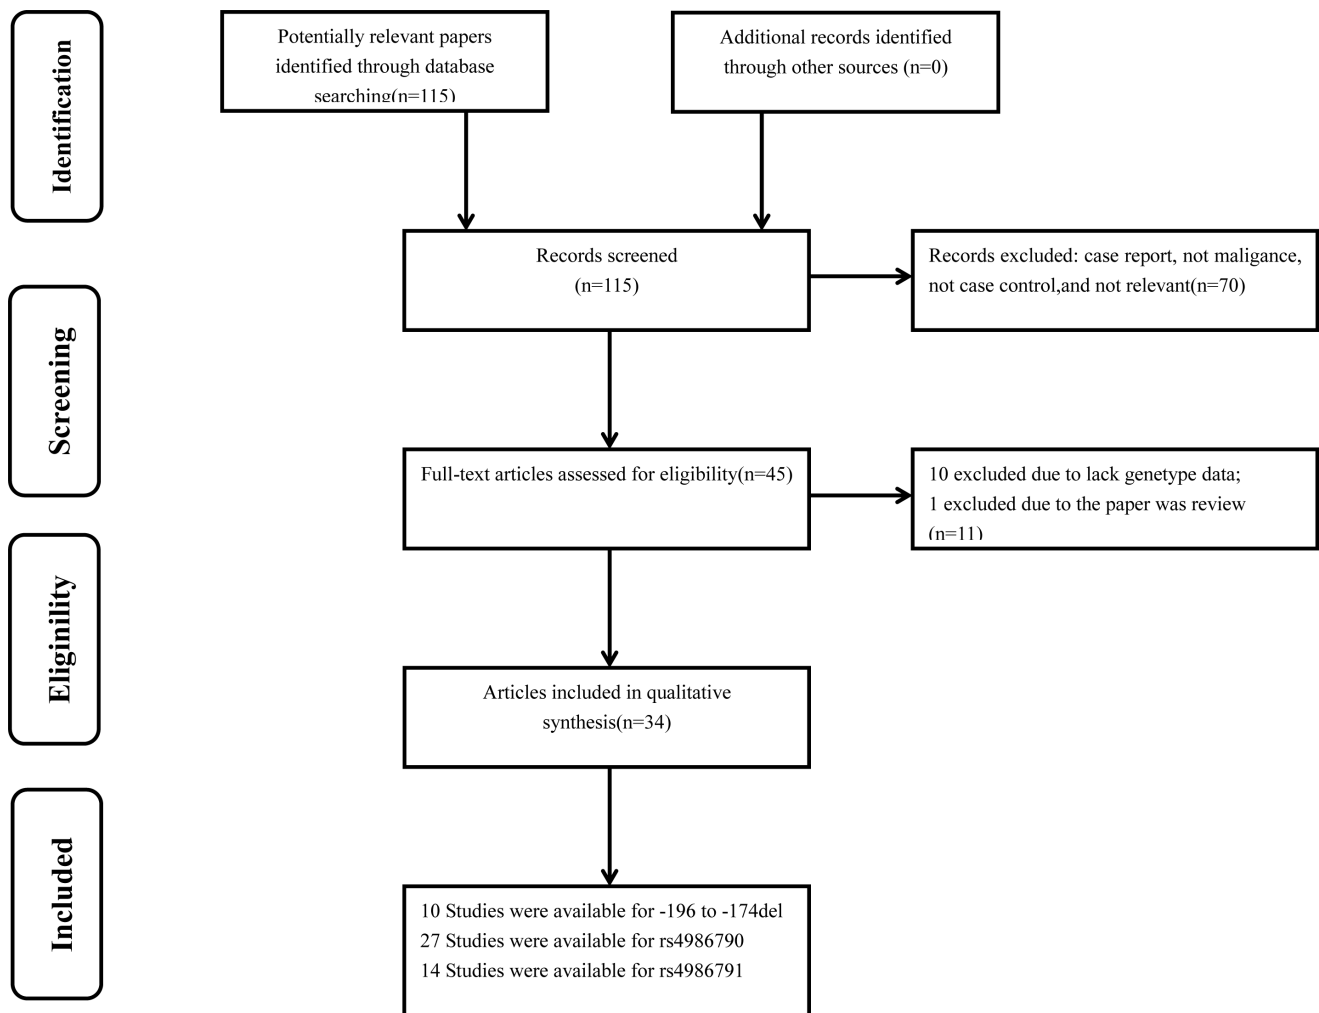 Identification
Potentially relevant papers
identified through database
searching(n=115)
Additional records identified
through other sources (n=0)
Records screened
(n=115)
Records excluded: case report, not maligance,
not case control,and not relevant(n=70)
Screening
Full-text articles assessed for eligibility(n=45)
10 excluded due to lack genetype data;
1 excluded due to the paper was review
(n=11)
Eliginility
Articles included in qualitative
synthesis(n=34)
Included
10 Studies were available for -196 to -174del
27 Studies were available for rs4986790
14 Studies were available for rs4986791